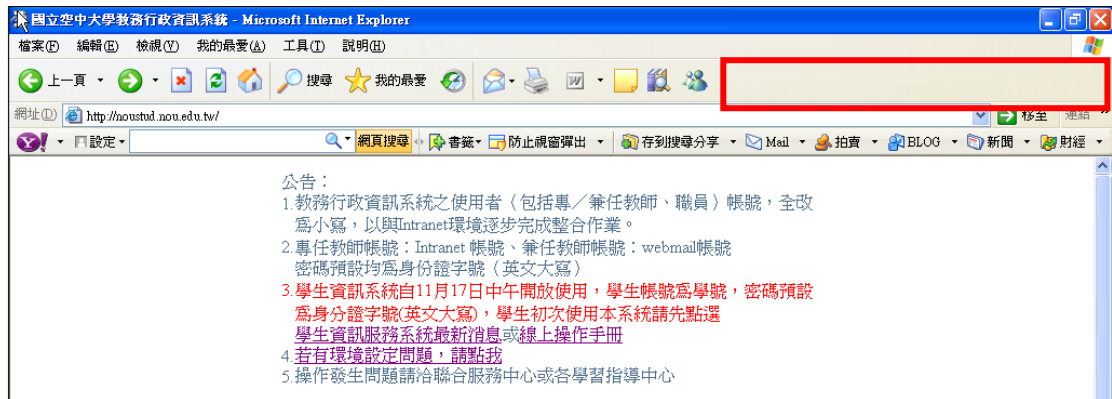 國立空中大學教務行政資訊系統 - Microsoft Internet Explorer
檔案(F) 編輯(E) 檢視(V) 我的最愛(A) 工具(T) 說明(H)
上一頁 搜尋 我的最愛
網址(D) http://noustud.nou.edu.tw/ 移至 連結 »
Y! 設定 網頁搜尋 書籤 防止視窗彈出 存到搜尋分享 Mail 拍賣 BLOG 新聞 財經
公告：
1.教務行政資訊系統之使用者（包括專／兼任教師、職員）帳號，全改
為小寫，以與Intranet環境逐步完成整合作業。
2.專任教師帳號：Intranet 帳號、兼任教師帳號：webmail帳號
密碼預設均為身份證字號（英文大寫）
3.學生資訊系統自11月17日中午開放使用，學生帳號為學號，密碼預設
為身分證字號(英文大寫)，學生初次使用本系統請先點選
學生資訊服務系統最新消息或線上操作手冊
4.若有環境設定問題，請點我
5.操作發生問題請洽聯合服務中心或各學習指導中心